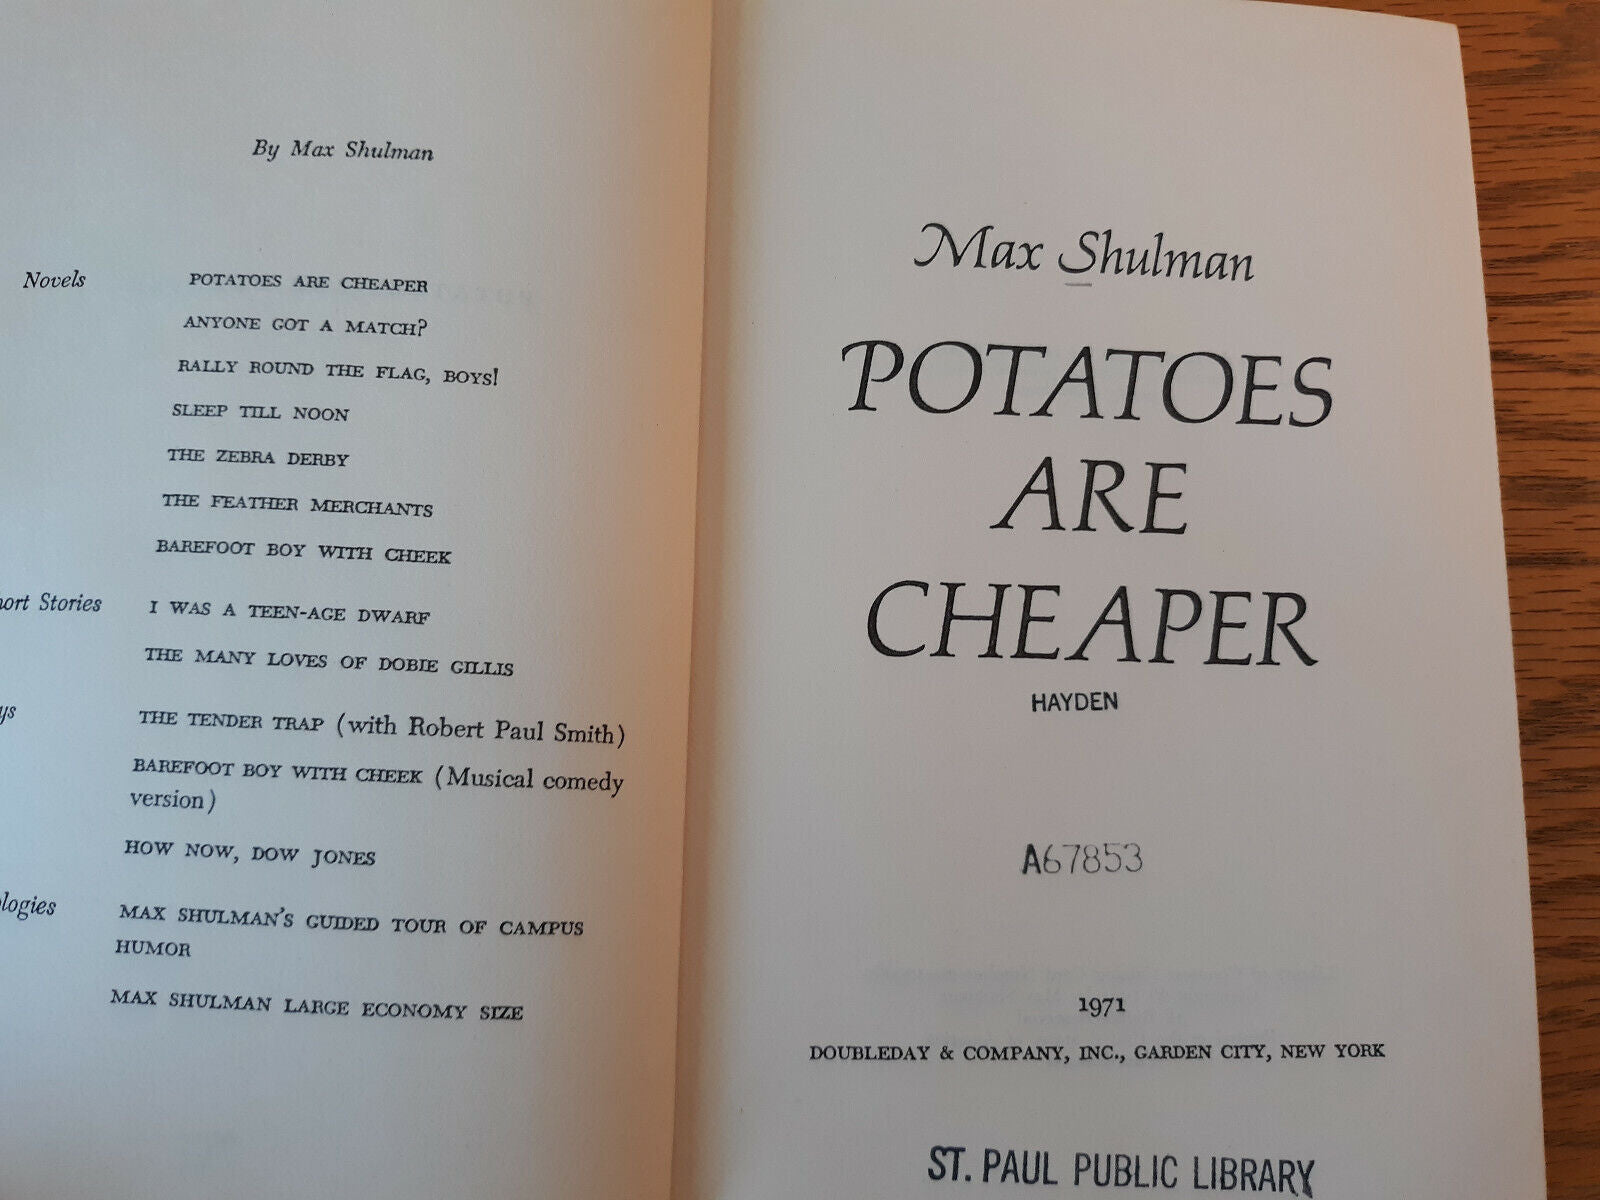 By Max Shulman
Novels POTATOES ARE CHEAPER
ANYONE GOT A MATCH?
RALLY ROUND THE FLAG, BOYS!
SLEEP TILL NOON
THE ZEBRA DERBY
THE FEATHER MERCHANTS
BAREFOOT BOY WITH CHEEK
ort Stories I WAS A TEEN-AGE DWARF
THE MANY LOVES OF DOBIE GILLIS
ys THE TENDER TRAP (with Robert Paul Smith)
BAREFOOT BOY WITH CHEEK (Musical comedy
version)
HOW NOW, DOW JONES
logies MAX SHULMAN'S GUIDED TOUR OF CAMPUS
HUMOR
MAX SHULMAN LARGE ECONOMY SIZE
Max Shulman
POTATOES
ARE
CHEAPER
HAYDEN
A67853
1971
DOUBLEDAY & COMPANY, INC., GARDEN CITY, NEW YORK
ST. PAUL PUBLIC LIBRARY